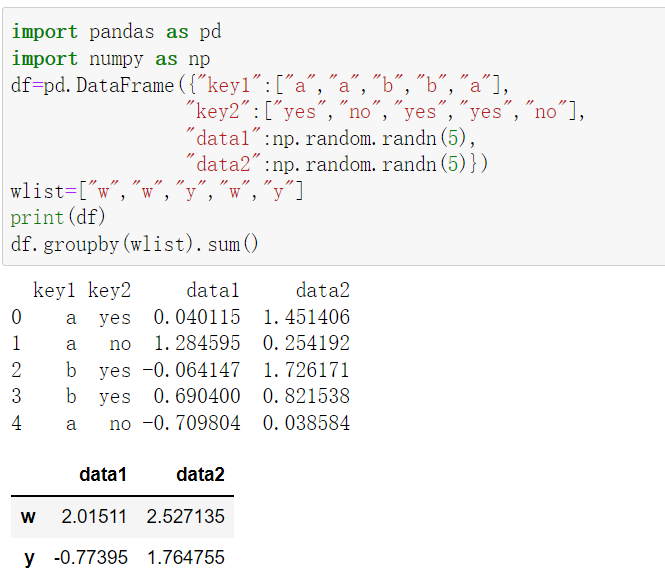 import pandas as pd
import numpy as np
df=pd.DataFrame({"key1":["a","a","b","b","a"],
"key2":["yes","no","yes","yes","no"],
"data1":np.random.randn(5),
"data2":np.random.randn(5)})
wlist=["w","w","y","w","y"]
print(df)
df.groupby(wlist).sum()
key1 key2 data1 data2
0 a yes 0.040115 1.451406
1 a no 1.284595 0.254192
2 b yes -0.064147 1.726171
3 b yes 0.690400 0.821538
4 a no -0.709804 0.038584
data1 data2
w 2.01511 2.527135
y -0.77395 1.764755